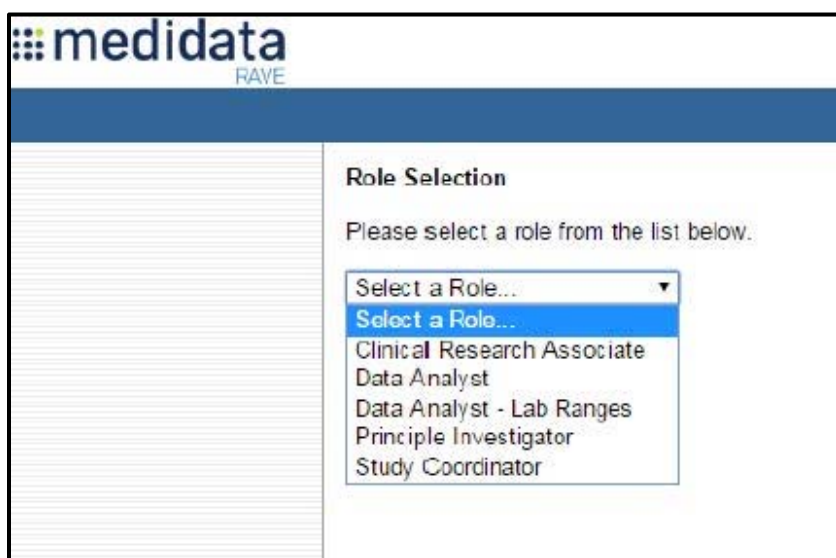 medidata
RAVE
Role Selection
Please select a role from the list below.
Select a Role...
Select a Role...
Clinical Research Associate
Data Analyst
Data Analyst - Lab Ranges
Principle Investigator
Study Coordinator